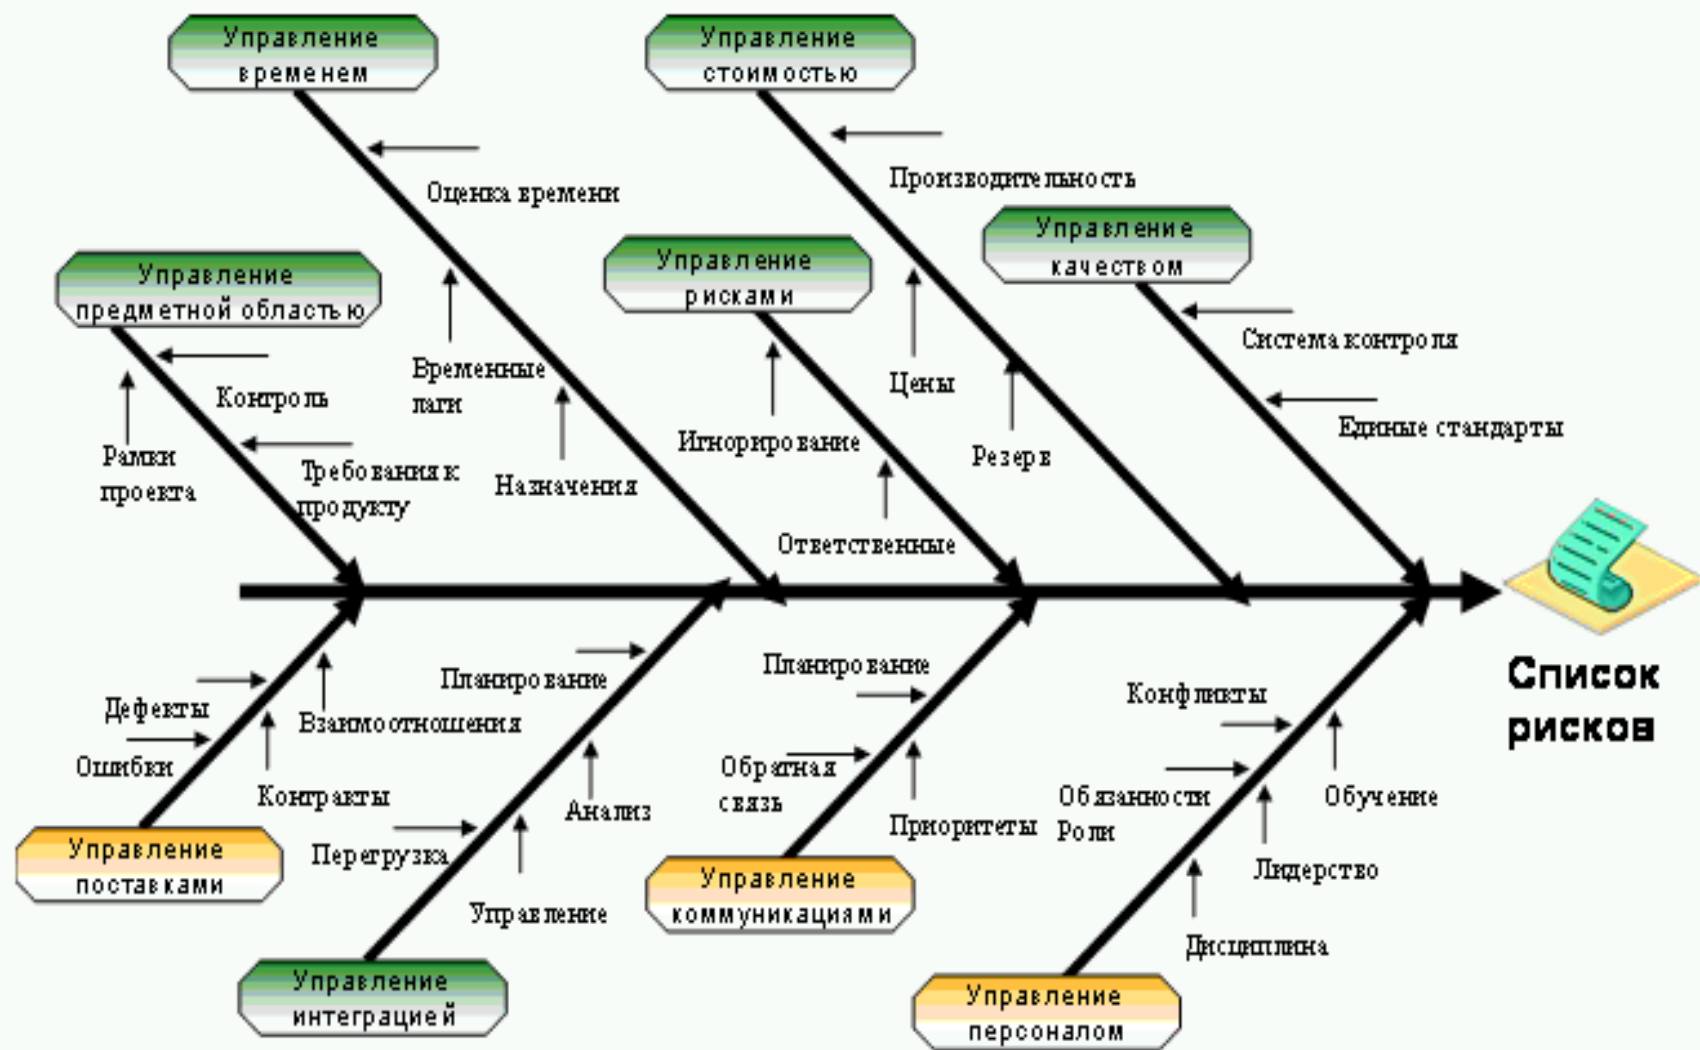 Управление
временем
Управление
стоимостью
Оценка времени
Производительность
Управление
качеством
Управление
предметной областью
Управление
рисками
Система контроля
Временные
лаги
Цены
Контроль
Единые стандарты
Игнорирование
Рамки
проекта
Требования к
продукту
Назначения
Резерв
Ответственные
Список
рисков
Планирование
Планирование
Конфликты
Дефекты
Взаимоотношения
Ошибки
Обратная
связь
Контракты
Анализ
Приоритеты
Обязанности
Роли
Обучение
Управление
поставками
Перегрузка
Управление
коммуникациями
Лидерство
Управление
Дисциплина
Управление
интеграцией
Управление
персоналом